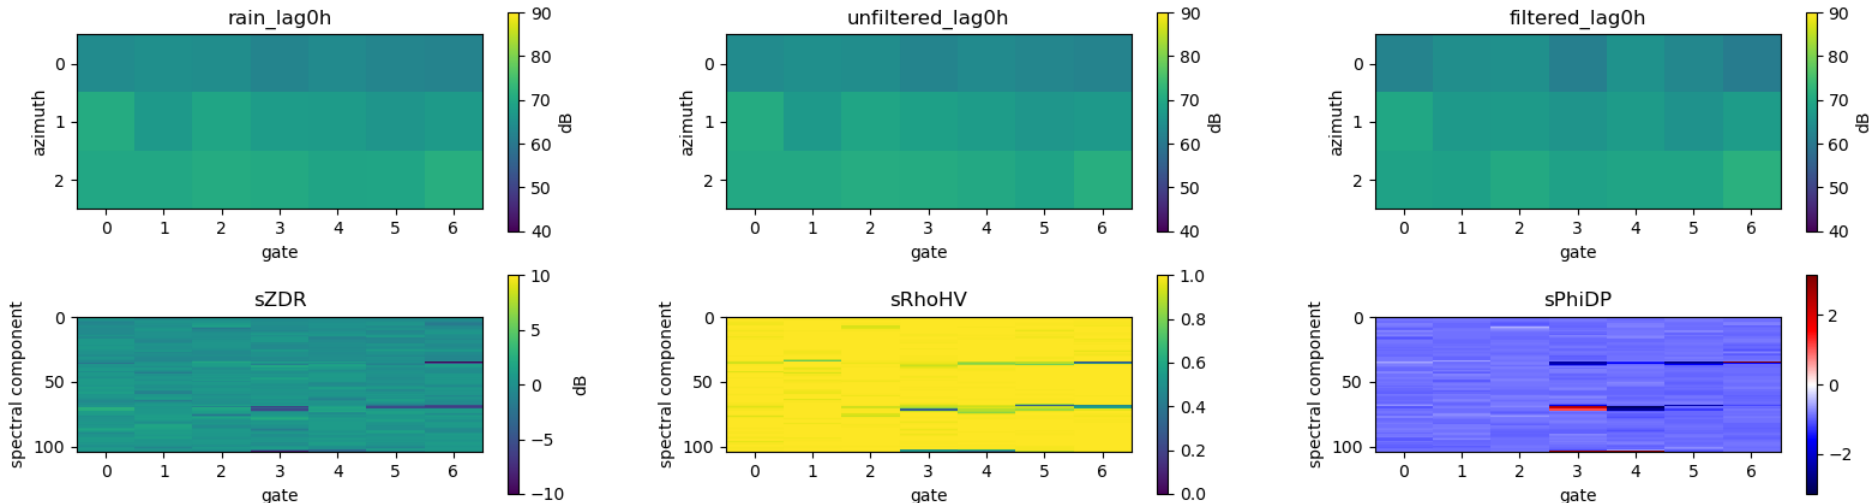 rain_lag0h
azimuth
0
1
2
0 1 2 3 4 5 6
gate
90
80
70
60
50
40
dB
unfiltered_lag0h
azimuth
0
1
2
0 1 2 3 4 5 6
gate
90
80
70
60
50
40
dB
filtered_lag0h
azimuth
0
1
2
0 1 2 3 4 5 6
gate
90
80
70
60
50
40
dB
sZDR
spectral component
0
50
100
0 1 2 3 4 5 6
gate
10
5
0
−5
−10
dB
sRhoHV
spectral component
0
50
100
0 1 2 3 4 5 6
gate
1.0
0.8
0.6
0.4
0.2
0.0
sPhiDP
spectral component
0
50
100
0 1 2 3 4 5 6
gate
2
0
−2